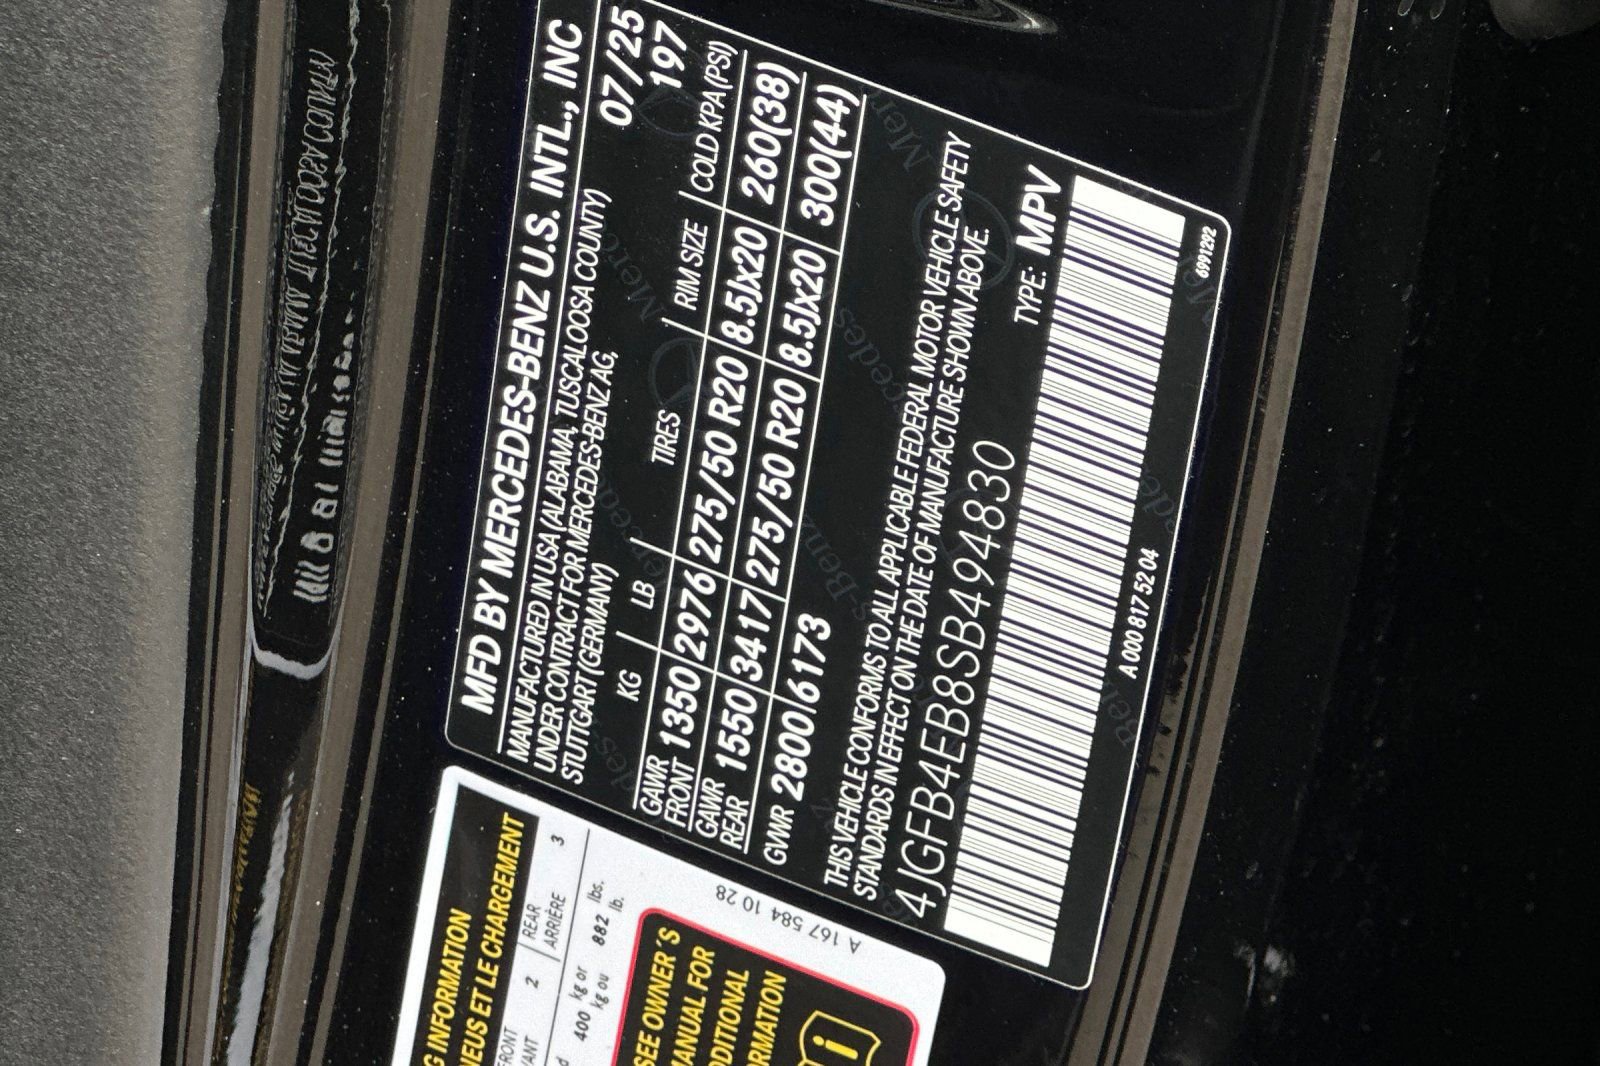 MFD BY MERCEDES-BENZ U.S. INTL., INC
MANUFACTURED IN USA (ALABAMA, TUSCALOOSA COUNTY) 07/25
UNDER CONTRACT FOR MERCEDES-BENZ AG, 197
STUTTGART (GERMANY)
KG LB TIRES RIM SIZE COLD KPA (PSI)
GAWR FRONT 1350 2976 275/50 R20 8.5Jx20 260(38)
GAWR REAR 1550 3417 275/50 R20 8.5Jx20 300(44)
GVWR 2800 6173
THIS VEHICLE CONFORMS TO ALL APPLICABLE FEDERAL MOTOR VEHICLE SAFETY
STANDARDS IN EFFECT ON THE DATE OF MANUFACTURE SHOWN ABOVE.
4JGFB4EB8SB494830 TYPE: MPV
A 000 817 52 04 6991292
INFORMATION
ET LE CHARGEMENT
2 REAR 3
ARRIÈRE
400 kg or 882 lbs.
kg ou lb.
SEE OWNER'S
MANUAL FOR
A 167 584 10 28